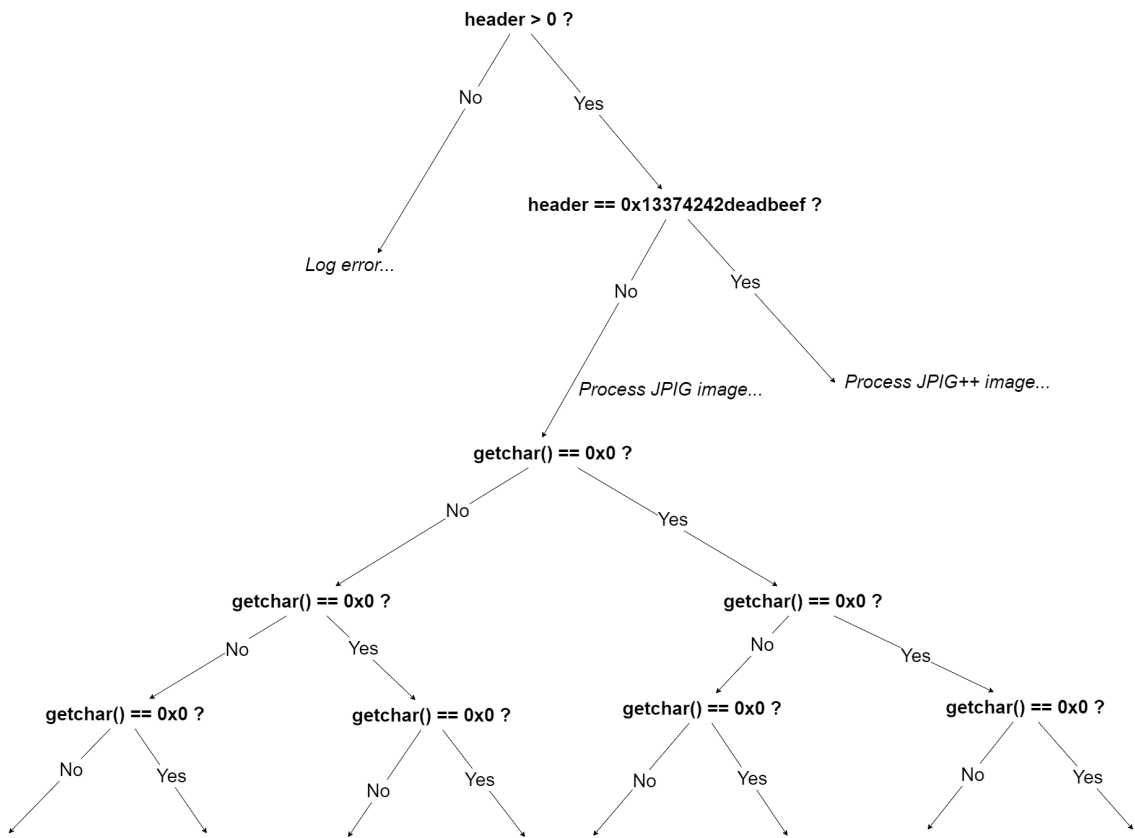 header > 0 ?
No
Yes
header == 0x13374242deadbeef ?
Log error...
No
Yes
Process JPIG image...
Process JPIG++ image...
getchar() == 0x0 ?
No
Yes
getchar() == 0x0 ?
getchar() == 0x0 ?
No
Yes
No
Yes
getchar() == 0x0 ?
getchar() == 0x0 ?
getchar() == 0x0 ?
getchar() == 0x0 ?
No
Yes
No
Yes
No
Yes
No
Yes